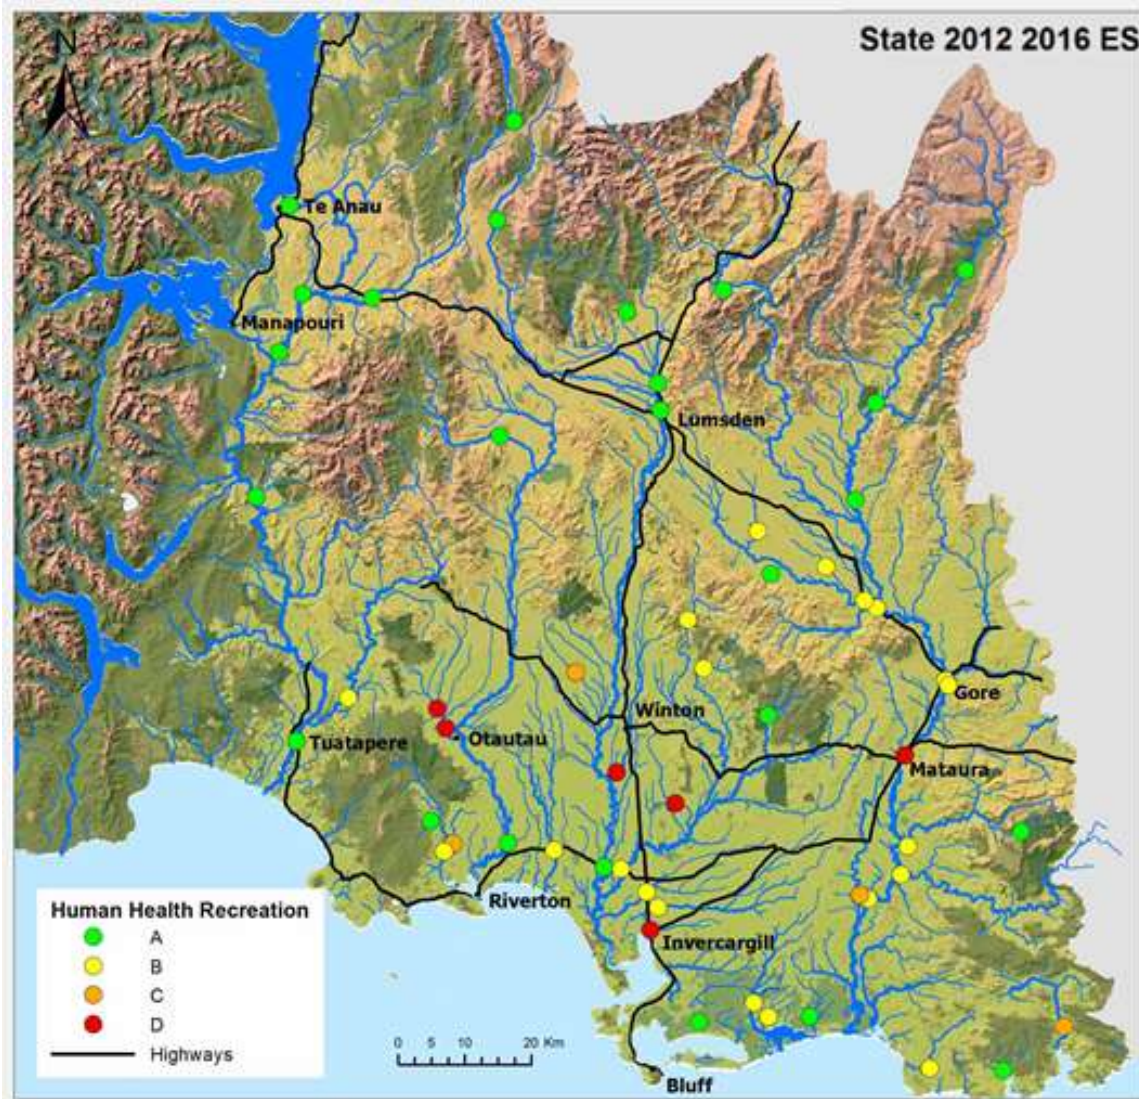 State 2012 2016 ES
N
Te Anau
Manapouri
Lumsden
Gore
Winton
Otautau
Tuatapere
Mataura
Riverton
Invercargill
Bluff
Human Health Recreation
A
B
C
D
Highways
0 5 10 20 Km